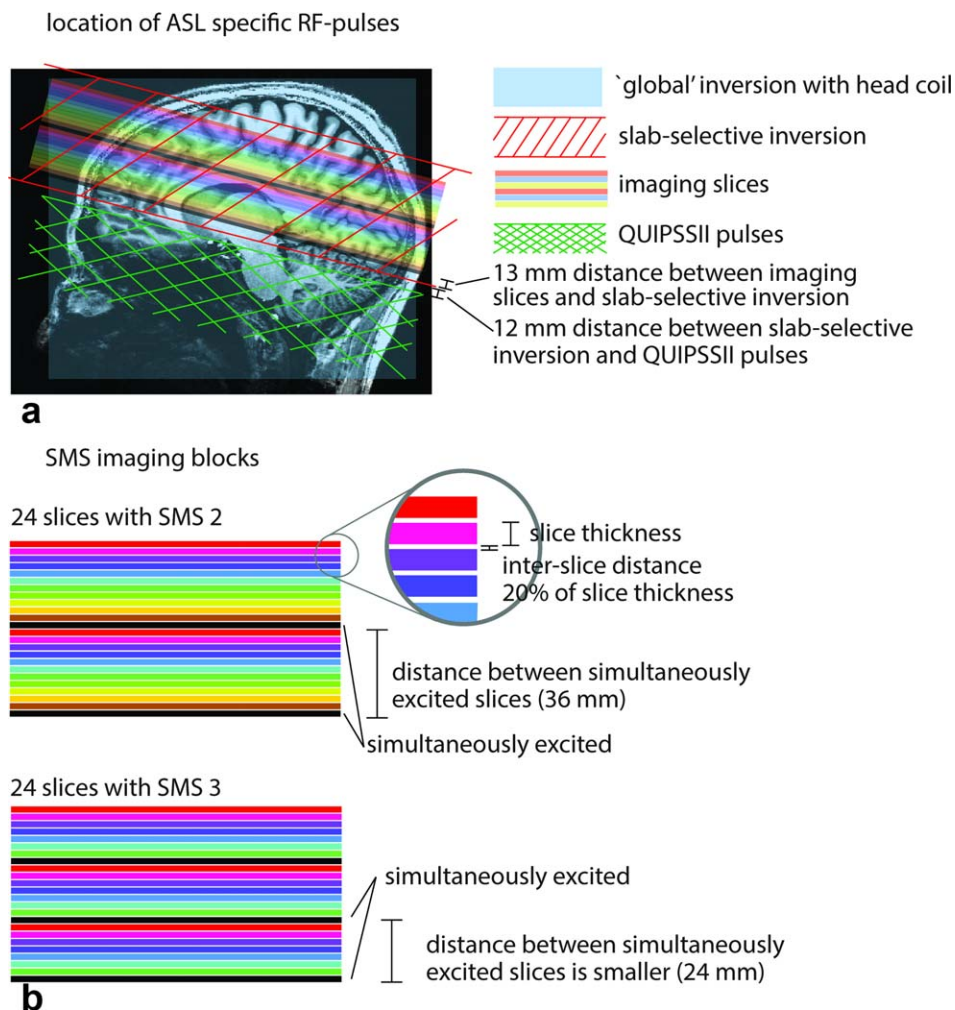 location of ASL specific RF-pulses
`global' inversion with head coil
slab-selective inversion
imaging slices
QUIPSSII pulses
13 mm distance between imaging
slices and slab-selective inversion
12 mm distance between slab-selective
inversion and QUIPSSII pulses
a
SMS imaging blocks
24 slices with SMS 2
slice thickness
inter-slice distance
20% of slice thickness
distance between simultaneously
excited slices (36 mm)
simultaneously excited
24 slices with SMS 3
simultaneously excited
distance between simultaneously
excited slices is smaller (24 mm)
b